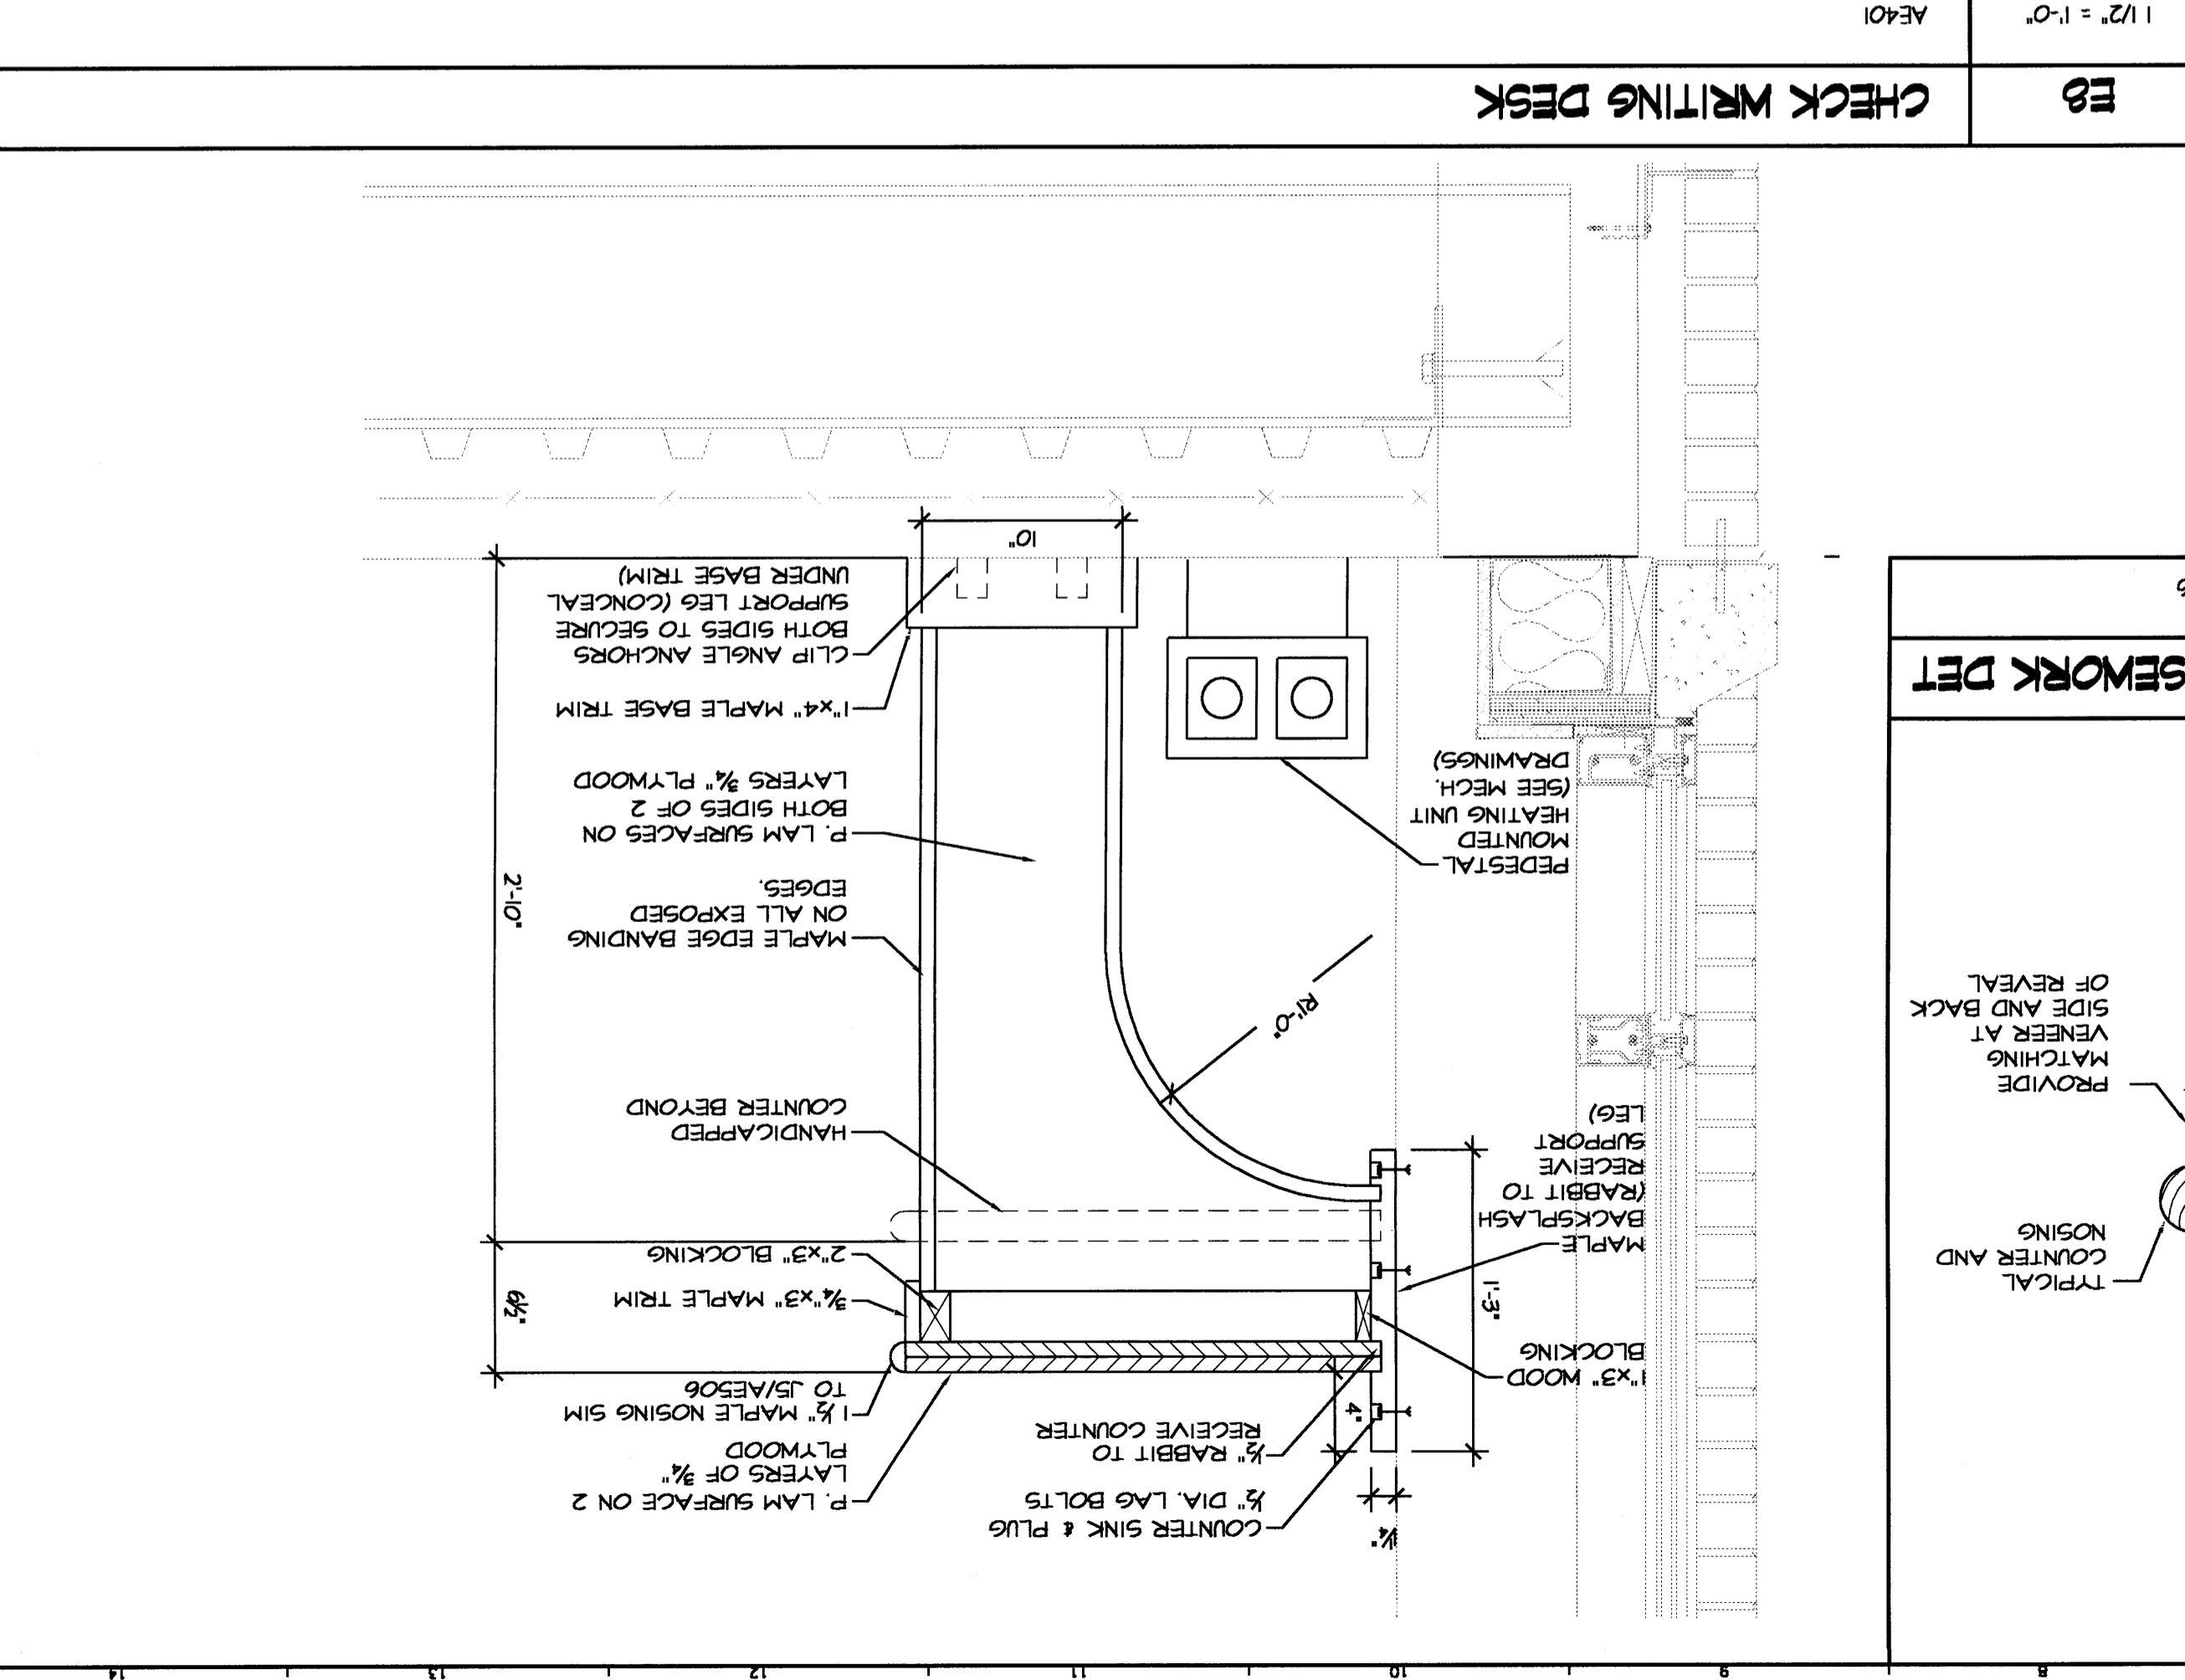 8
9
10
11
12
13
14
TYPICAL
COUNTER AND
NOSING
PROVIDE
MATCHING
VENEER AT
SIDE AND BACK
OF REVEAL
SEWORK DET
1 1/4"
COUNTER SINK & PLUG
1/2" DIA. LAG BOLTS
1/2" RABBIT TO
RECEIVE COUNTER
4"
P. LAM SURFACE ON 2
LAYERS OF 3/4"
PLYWOOD
1 1/2" MAPLE NOSING SIM
TO J5/AE506
1"x3" WOOD
BLOCKING
1'-3"
MAPLE
BACKSPLASH
(RABBIT TO
RECEIVE
SUPPORT
LEG)
3/4"x3" MAPLE TRIM
2"x3" BLOCKING
6 1/2"
HANDICAPPED
COUNTER BEYOND
R1'-0"
MAPLE EDGE BANDING
ON ALL EXPOSED
EDGES.
2'-10"
PEDESTAL
MOUNTED
HEATING UNIT
(SEE MECH.
DRAWINGS)
P. LAM SURFACES ON
BOTH SIDES OF 2
LAYERS 3/4" PLYWOOD
1"x4" MAPLE BASE TRIM
CLIP ANGLE ANCHORS
BOTH SIDES TO SECURE
SUPPORT LEG (CONCEAL
UNDER BASE TRIM)
10"
E8
CHECK WRITING DESK
1 1/2" = 1'-0"
AE401